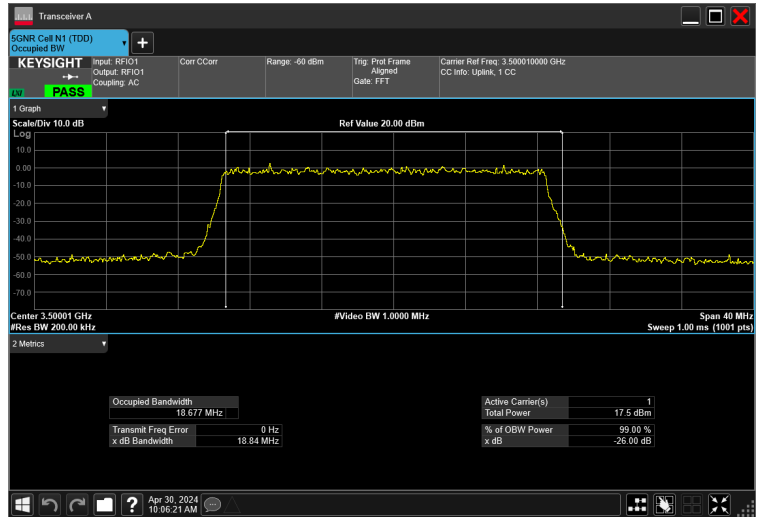 Transceiver A
5GNR Cell N1 (TDD)
Occupied BW
KEYSIGHT
LXI
PASS
Input: RFIO1
Output: RFIO1
Coupling: AC
Corr CCorr
Range: -60 dBm
Trig: Prot Frame
Aligned
Gate: FFT
Carrier Ref Freq: 3.500010000 GHz
CC Info: Uplink, 1 CC
1 Graph
Scale/Div 10.0 dB
Ref Value 20.00 dBm
Log
10.0
0.00
-10.0
-20.0
-30.0
-40.0
-50.0
-60.0
-70.0
Center 3.50001 GHz
#Video BW 1.0000 MHz
Span 40 MHz
#Res BW 200.00 kHz
Sweep 1.00 ms (1001 pts)
2 Metrics
Occupied Bandwidth
18.677 MHz
Transmit Freq Error 0 Hz
x dB Bandwidth 18.84 MHz
Active Carrier(s) 1
Total Power 17.5 dBm
% of OBW Power 99.00 %
x dB -26.00 dB
?
Apr 30, 2024
10:06:21 AM